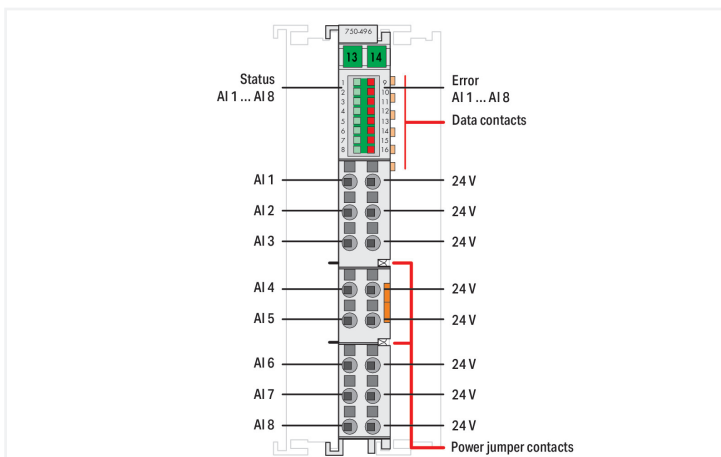 750-496
13 14
Status
AI 1 ... AI 8
Error
AI 1 ... AI 8
Data contacts
1 9
2 10
3 11
4 12
5 13
6 14
7 15
8 16
AI 1 24 V
AI 2 24 V
AI 3 24 V
AI 4 24 V
AI 5 24 V
AI 6 24 V
AI 7 24 V
AI 8 24 V
Power jumper contacts